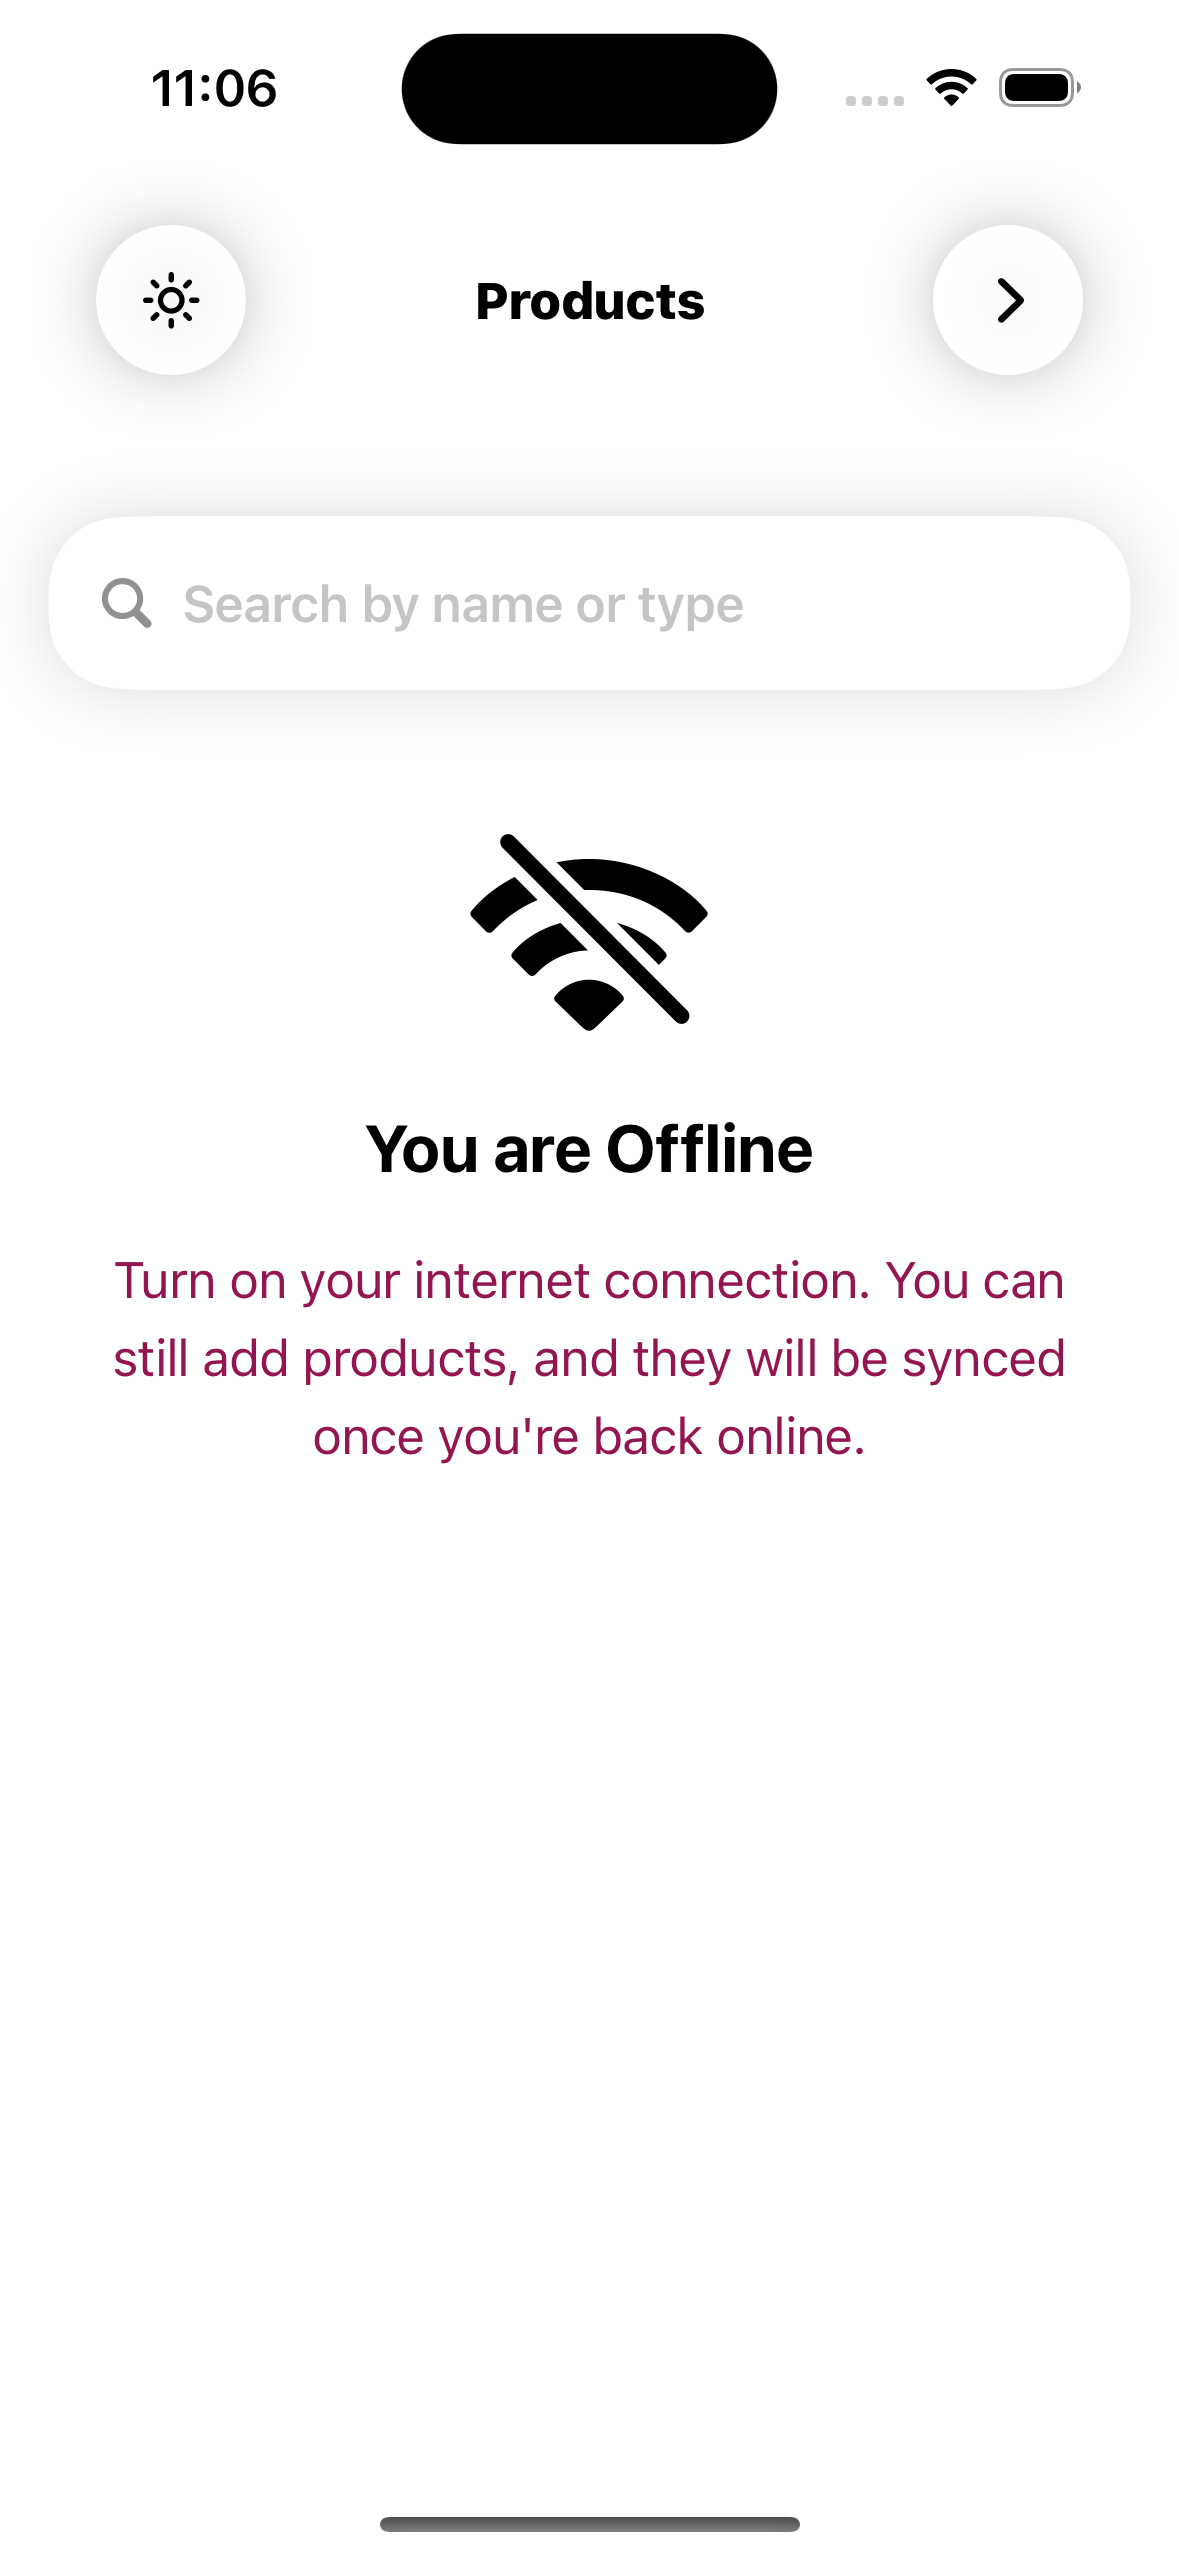 11:06
Products
Search by name or type
You are Offline
Turn on your internet connection. You can
still add products, and they will be synced
once you're back online.